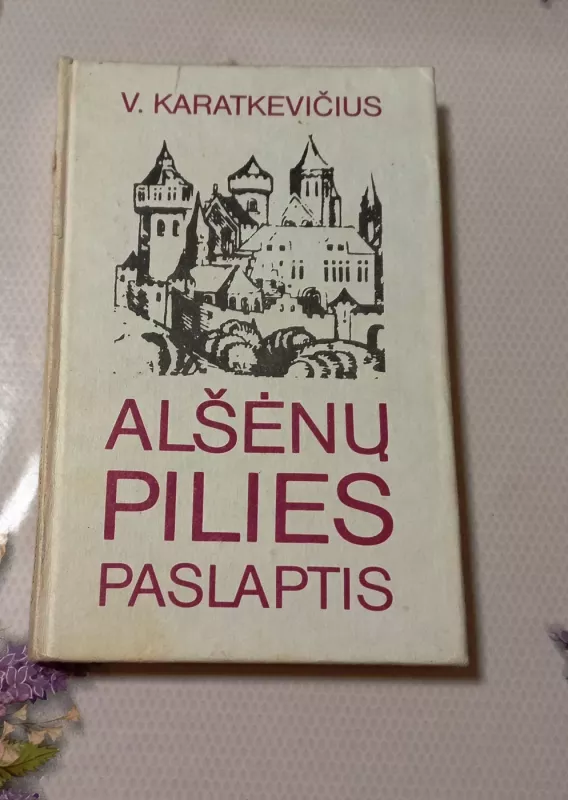 V. KARATKEVIČIUS
ALŠĖNŲ
PILIES
PASLAPTIS